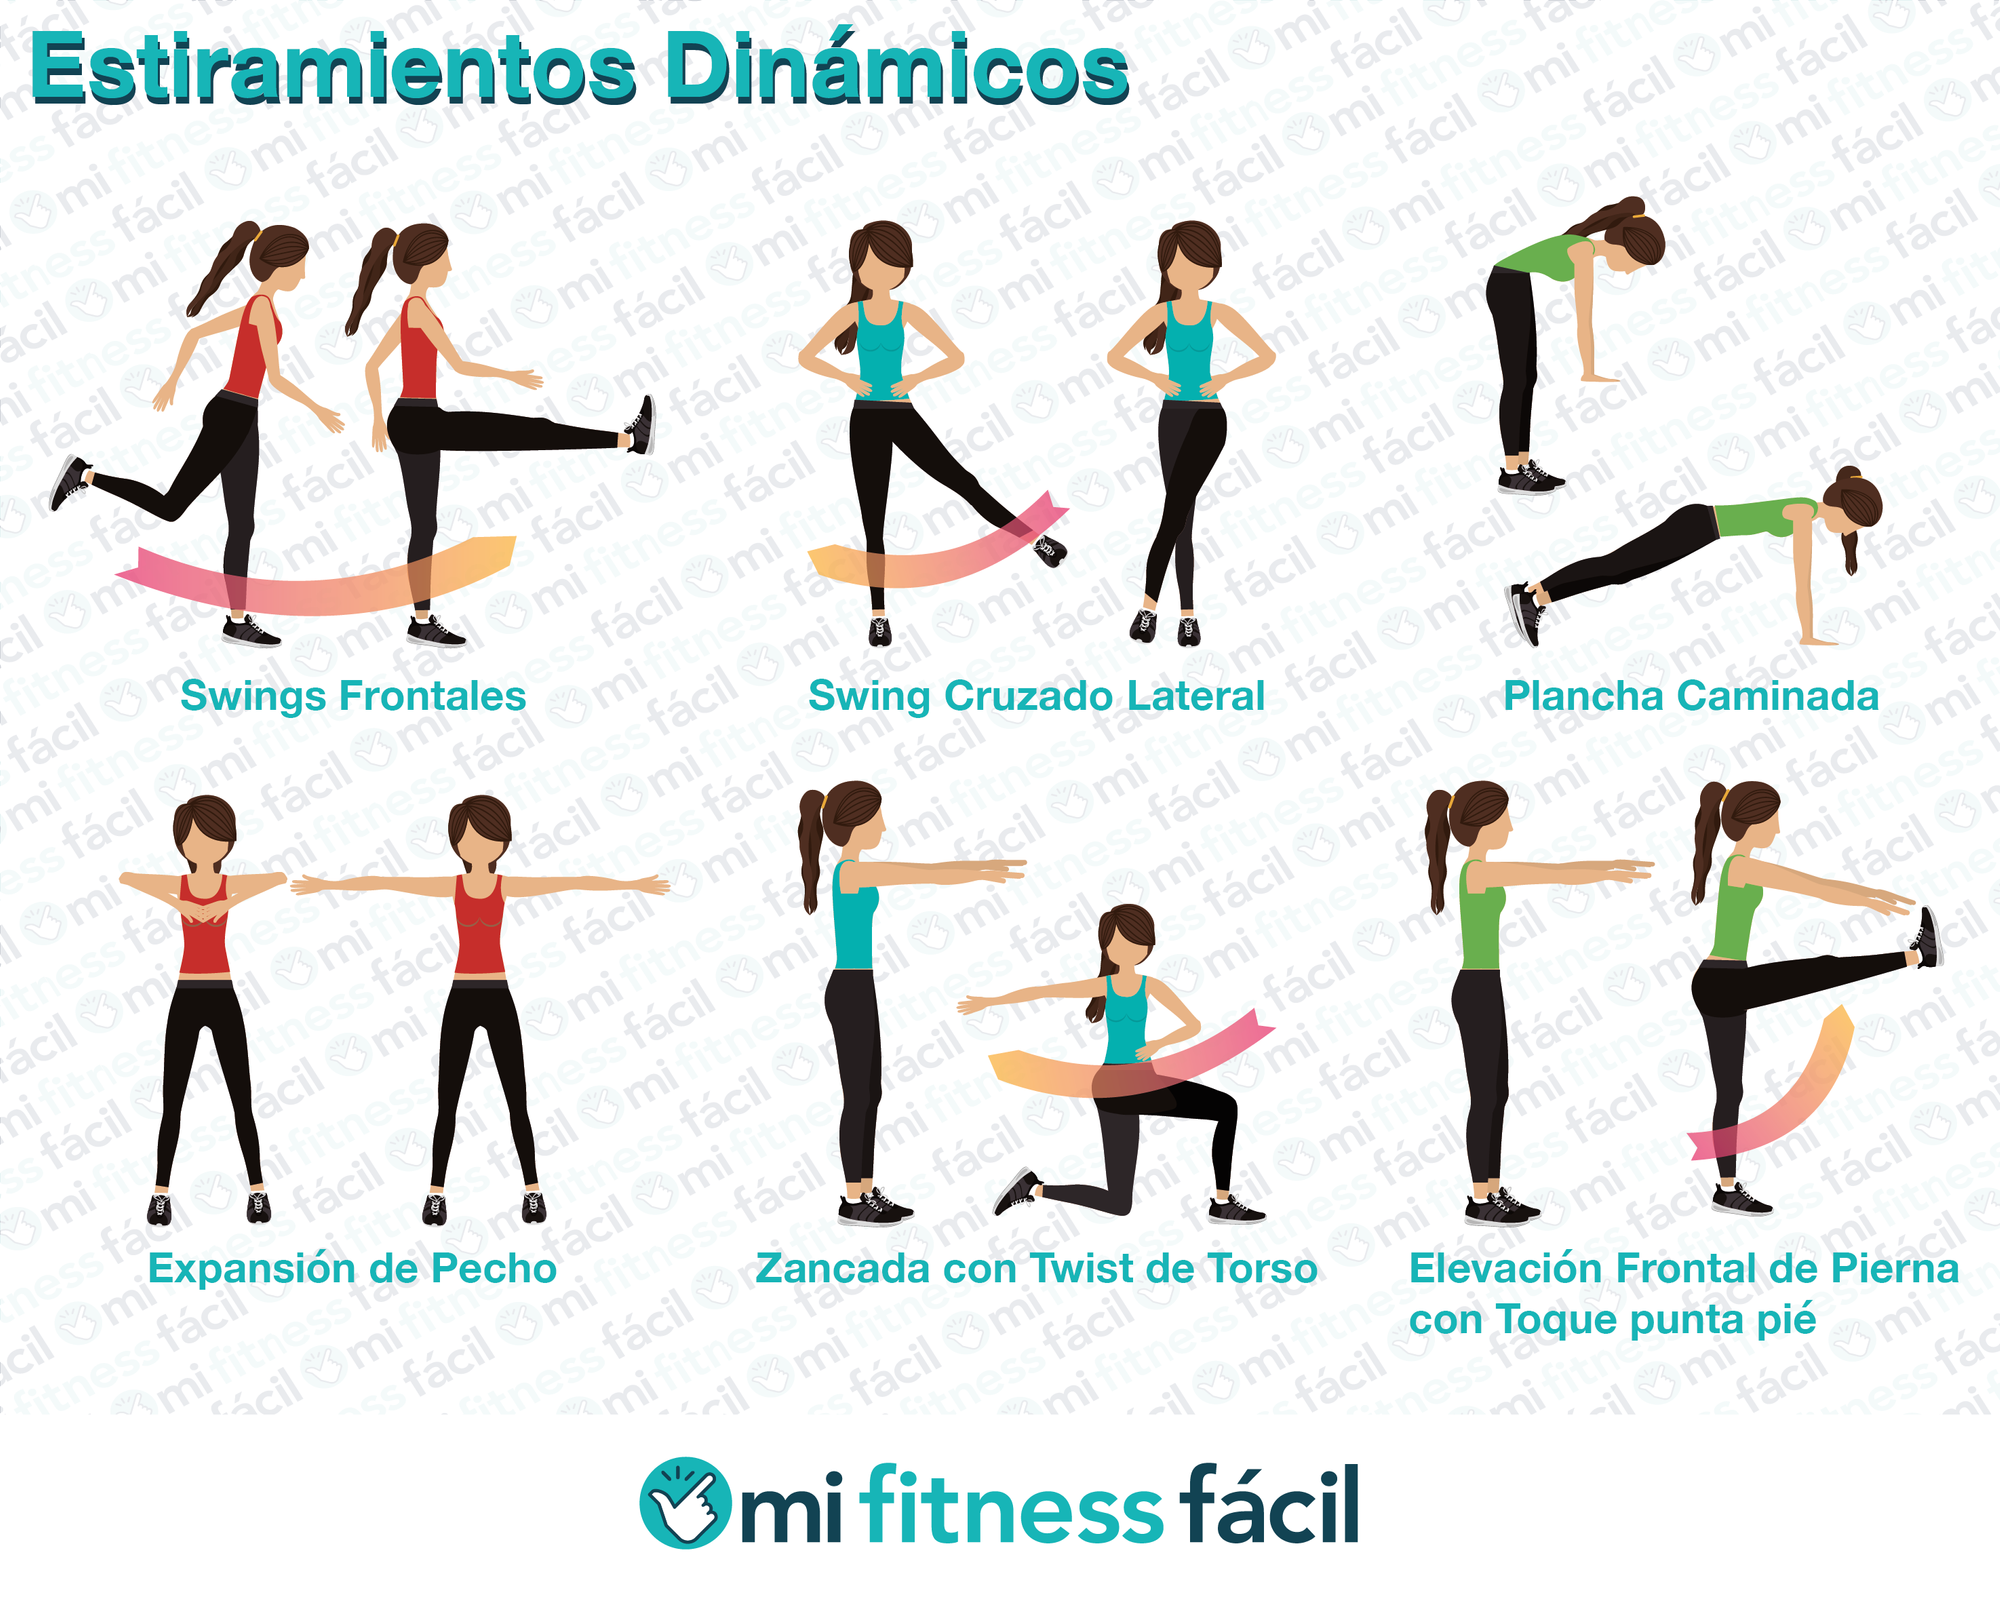 Estiramientos Dinámicos
Swings Frontales
Swing Cruzado Lateral
Plancha Caminada
Expansión de Pecho
Zancada con Twist de Torso
Elevación Frontal de Pierna
con Toque punta pié
mi fitness fácil